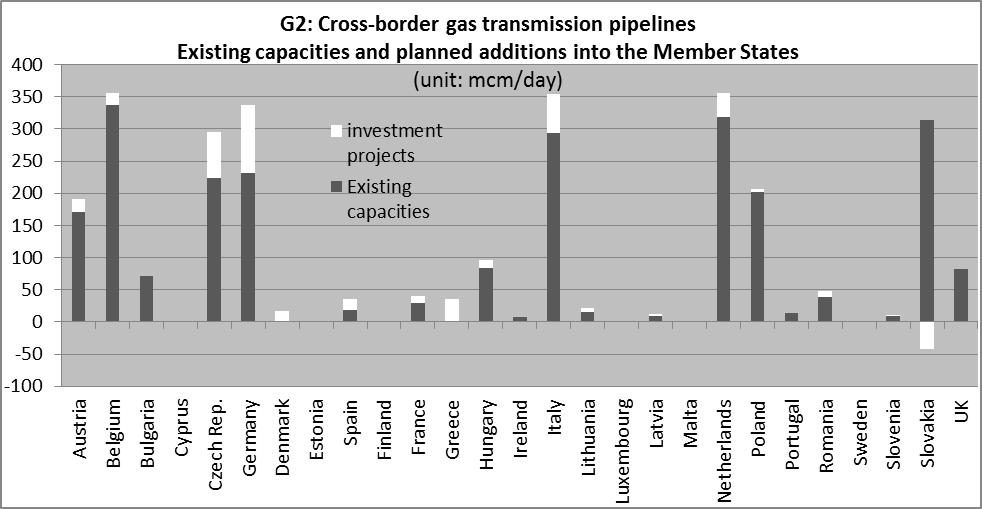 G2: Cross-border gas transmission pipelines
Existing capacities and planned additions into the Member States
(unit: mcm/day)
400
350
300
250
200
150
100
50
0
-50
-100
investment
projects
Existing
capacities
Austria
Belgium
Bulgaria
Cyprus
Czech Rep.
Germany
Denmark
Estonia
Spain
Finland
France
Greece
Hungary
Ireland
Italy
Lithuania
Luxembourg
Latvia
Malta
Netherlands
Poland
Portugal
Romania
Sweden
Slovenia
Slovakia
UK